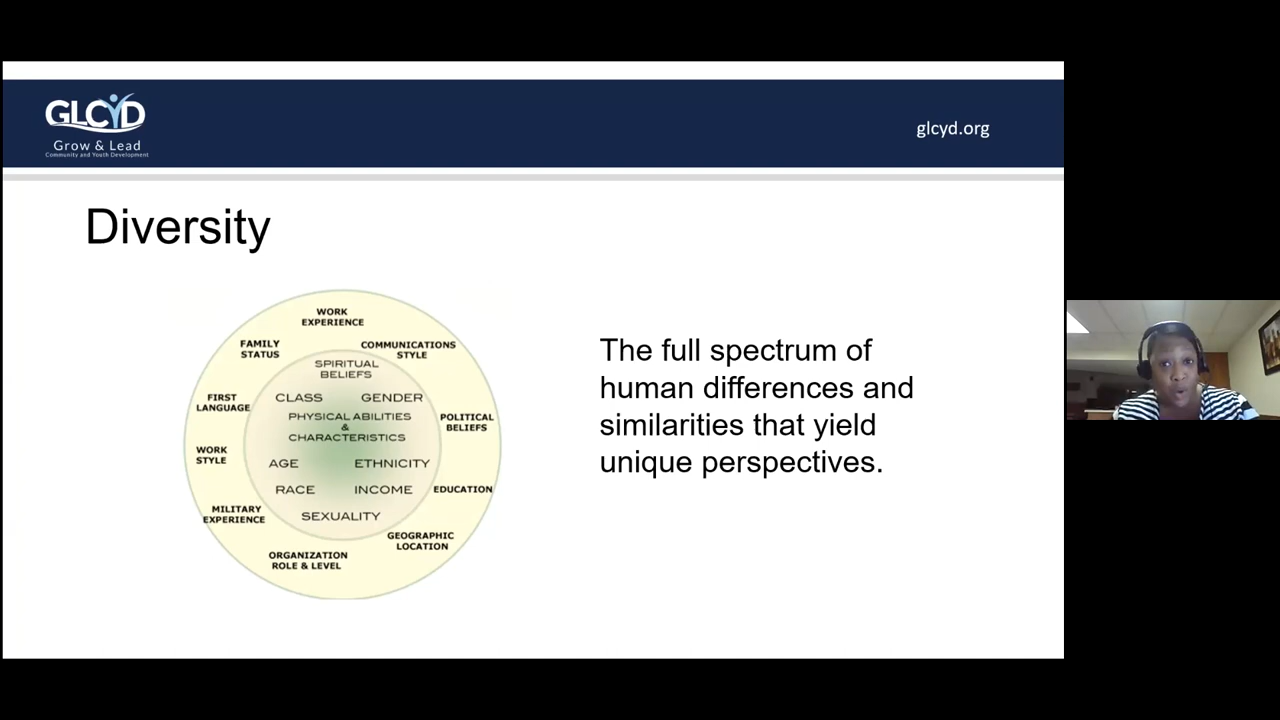 GLCYD
Grow & Lead
Community and Youth Development
glcyd.org
Diversity
WORK
EXPERIENCE
FAMILY
STATUS
COMMUNICATIONS
STYLE
SPIRITUAL
BELIEFS
FIRST
LANGUAGE
CLASS
GENDER
PHYSICAL ABILITIES
&
CHARACTERISTICS
POLITICAL
BELIEFS
WORK
STYLE
AGE
ETHNICITY
RACE
INCOME
EDUCATION
MILITARY
EXPERIENCE
SEXUALITY
GEOGRAPHIC
LOCATION
ORGANIZATION
ROLE & LEVEL
The full spectrum of
human differences and
similarities that yield
unique perspectives.